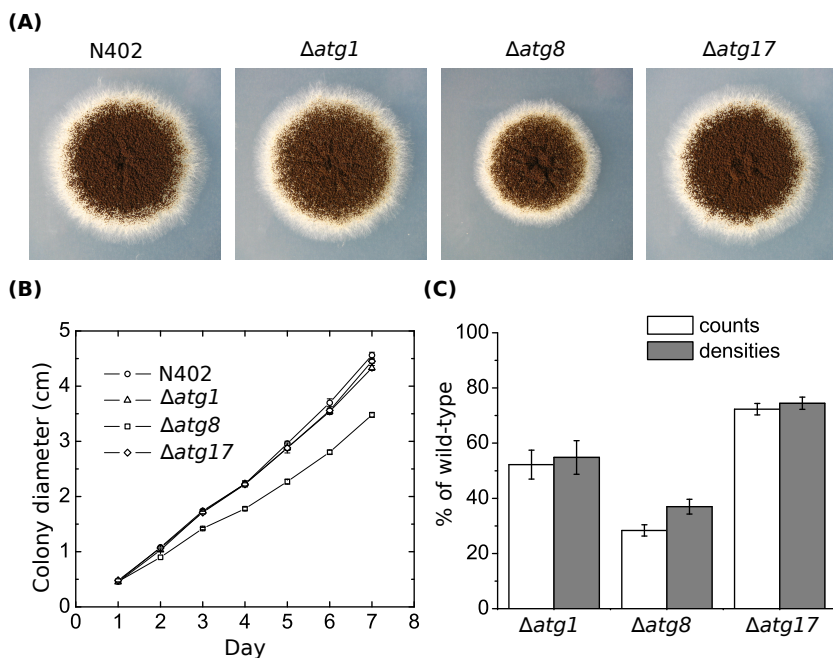 (A)
N402
Δatg1
Δatg8
Δatg17
(B)
Colony diameter (cm)
5
4
3
2
1
0
N402
Δatg1
Δatg8
Δatg17
0 1 2 3 4 5 6 7 8
Day
(C)
% of wild-type
100
80
60
40
20
0
counts
densities
Δatg1 Δatg8 Δatg17